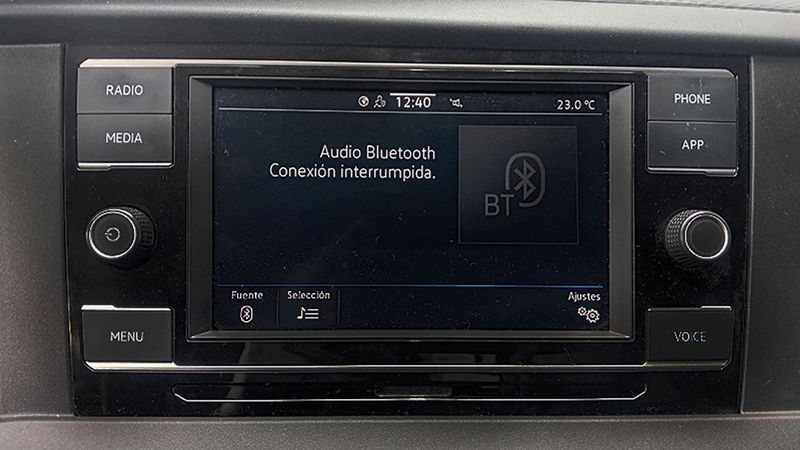 RADIO
MEDIA
MENU
12:40
23.0 °C
Audio Bluetooth
Conexión interrumpida.
BT
Fuente
Selección
Ajustes
PHONE
APP
VOICE